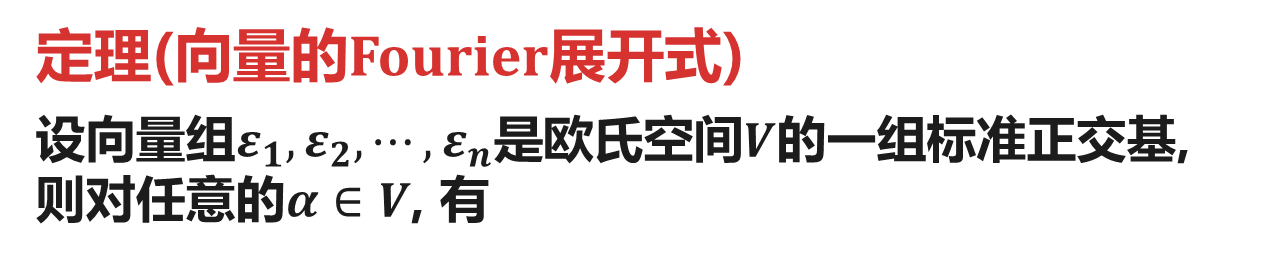 定理(向量的Fourier展开式)
设向量组ε₁, ε₂, ⋯ , εₙ是欧氏空间V的一组标准正交基,
则对任意的α ∈ V, 有